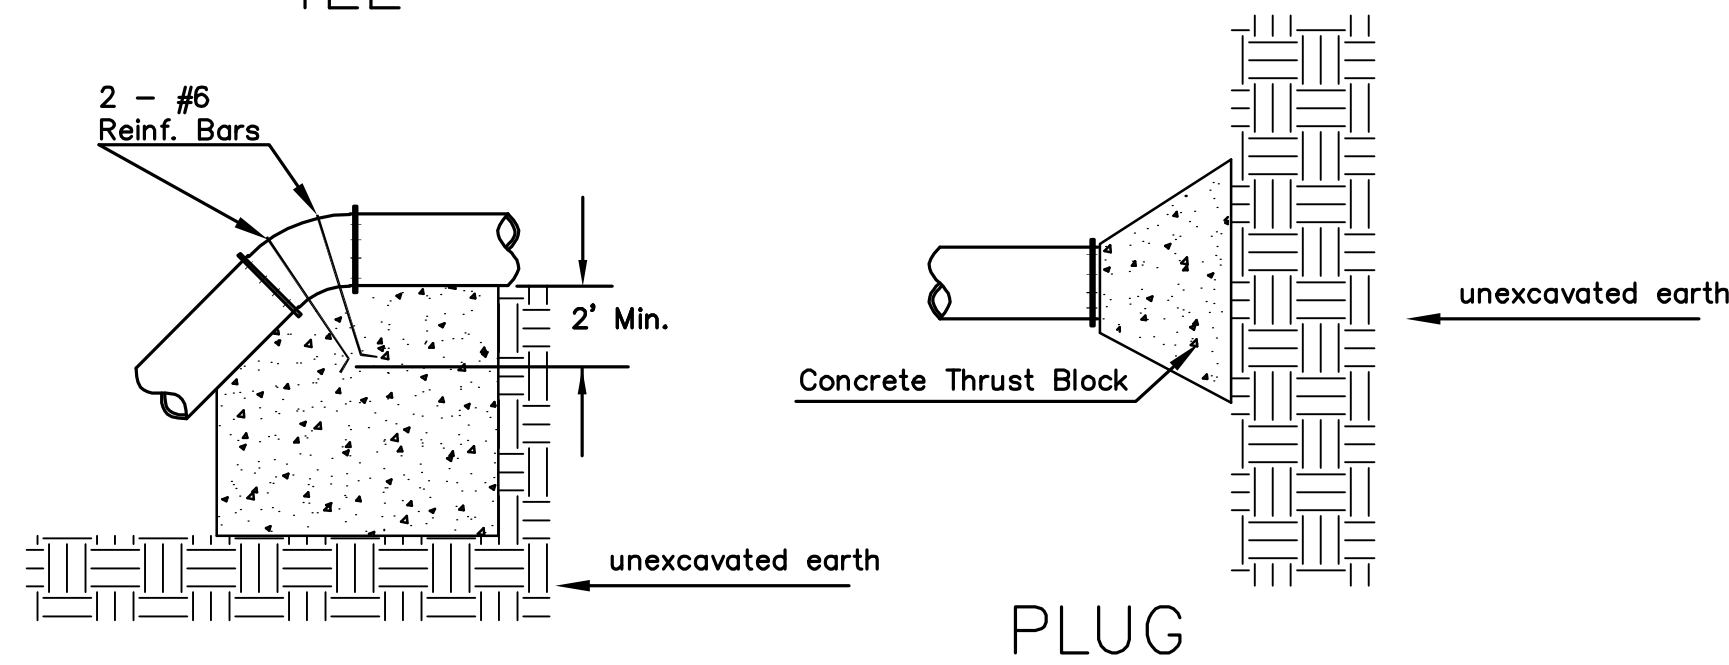 2 - #6
Reinf. Bars
2' Min.
unexcavated earth
Concrete Thrust Block
unexcavated earth
PLUG